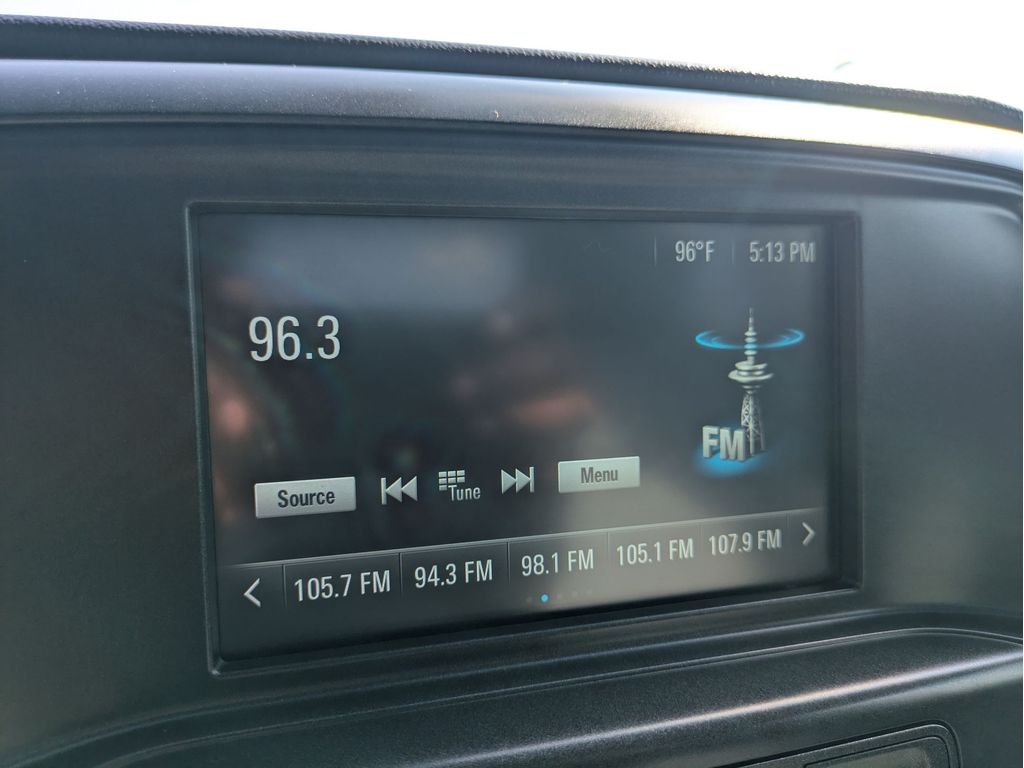 96°F 5:13 PM
96.3
FM
Source Tune Menu
105.7 FM 94.3 FM 98.1 FM 105.1 FM 107.9 FM